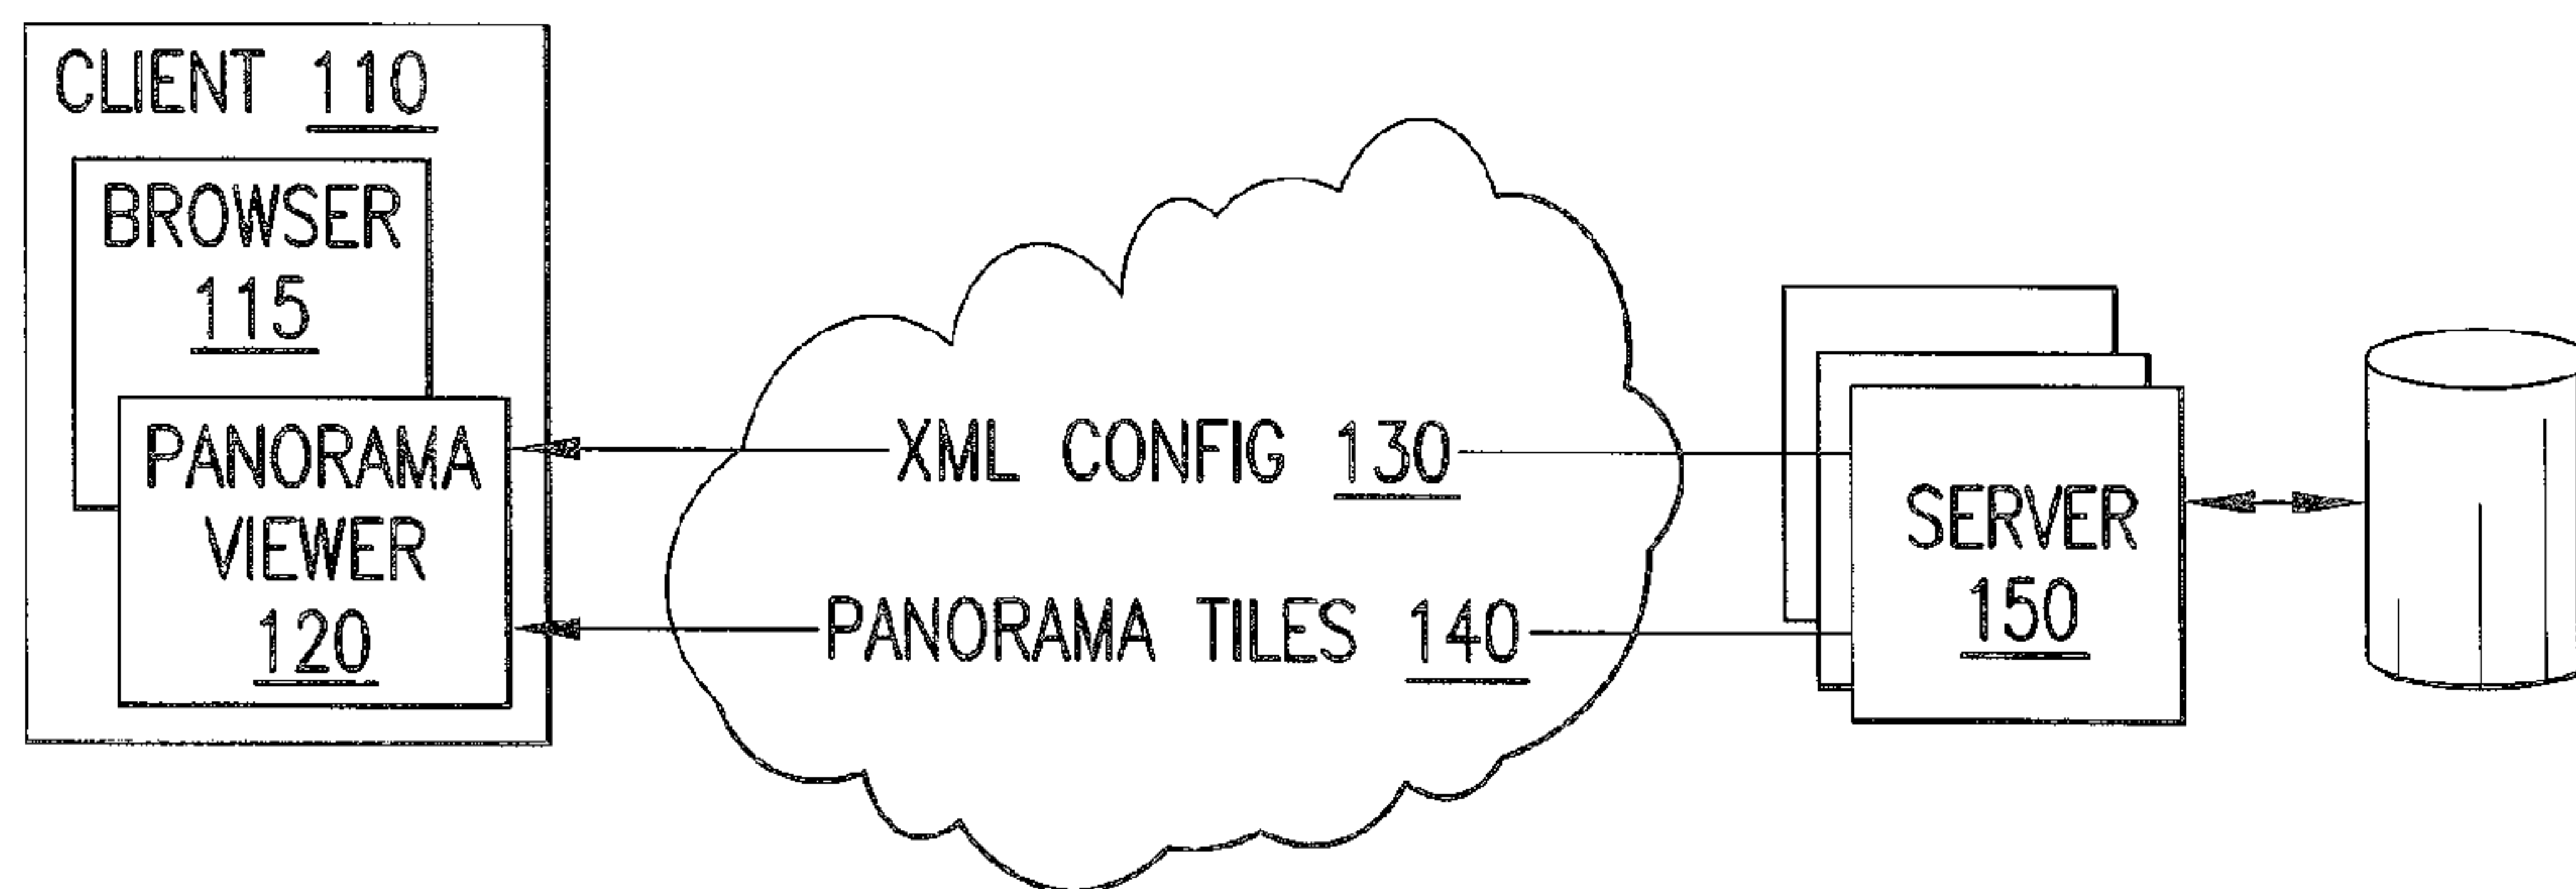 CLIENT 110
BROWSER
115
PANORAMA
VIEWER
120
XML CONFIG 130
PANORAMA TILES 140
SERVER
150